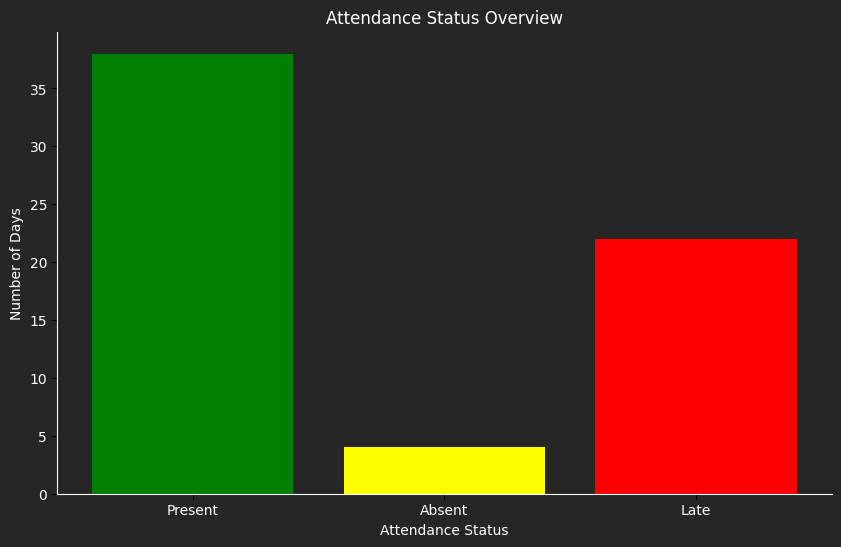 Attendance Status Overview
Number of Days
35
30
25
20
15
10
5
0
Present Absent Late
Attendance Status